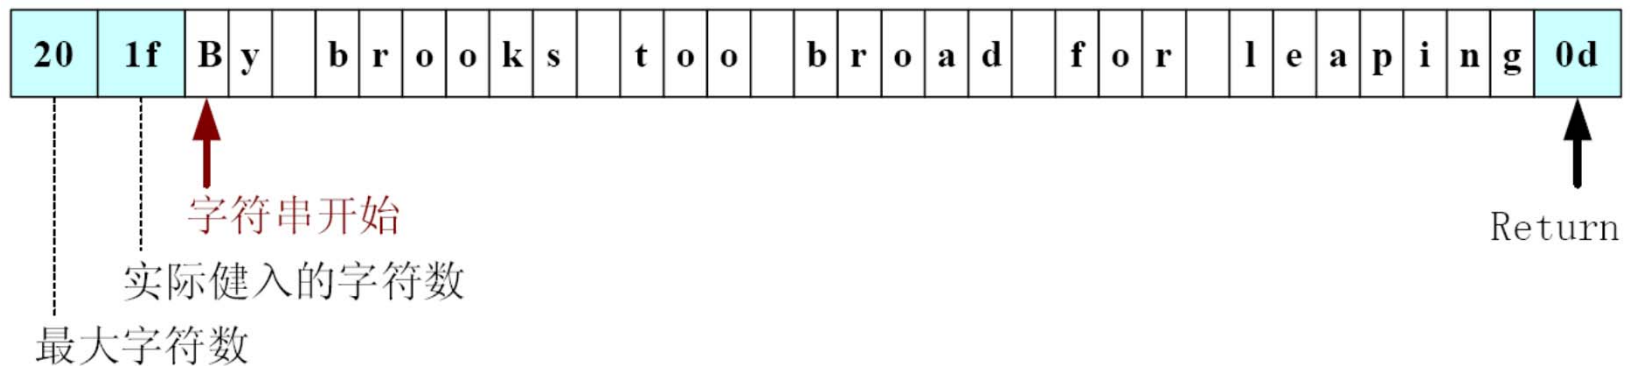 20 1f B y b r o o k s t o o b r o a d f o r l e a p i n g 0d
字符串开始
Return
实际健入的字符数
最大字符数